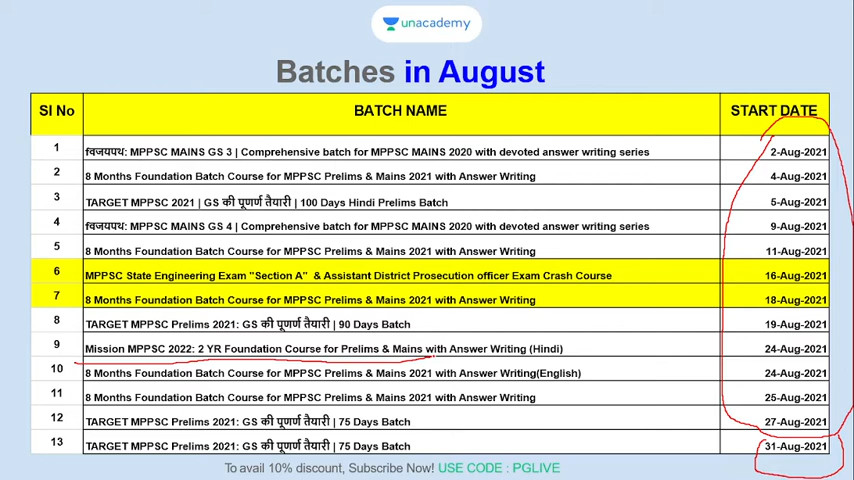 unacademy
Batches in August
SI No BATCH NAME START DATE
1 विजयपथ: MPPSC MAINS GS 3 | Comprehensive batch for MPPSC MAINS 2020 with devoted answer writing series 2-Aug-2021
2 8 Months Foundation Batch Course for MPPSC Prelims & Mains 2021 with Answer Writing 4-Aug-2021
3 TARGET MPPSC 2021 | GS की पूणर्ण तैयारी | 100 Days Hindi Prelims Batch 5-Aug-2021
4 विजयपथ: MPPSC MAINS GS 4 | Comprehensive batch for MPPSC MAINS 2020 with devoted answer writing series 9-Aug-2021
5 8 Months Foundation Batch Course for MPPSC Prelims & Mains 2021 with Answer Writing 11-Aug-2021
6 MPPSC State Engineering Exam "Section A" & Assistant District Prosecution officer Exam Crash Course 16-Aug-2021
7 8 Months Foundation Batch Course for MPPSC Prelims & Mains 2021 with Answer Writing 18-Aug-2021
8 TARGET MPPSC Prelims 2021: GS की पूणर्ण तैयारी | 90 Days Batch 19-Aug-2021
9 Mission MPPSC 2022: 2 YR Foundation Course for Prelims & Mains with Answer Writing (Hindi) 24-Aug-2021
10 8 Months Foundation Batch Course for MPPSC Prelims & Mains 2021 with Answer Writing(English) 24-Aug-2021
11 8 Months Foundation Batch Course for MPPSC Prelims & Mains 2021 with Answer Writing 25-Aug-2021
12 TARGET MPPSC Prelims 2021: GS की पूणर्ण तैयारी | 75 Days Batch 27-Aug-2021
13 TARGET MPPSC Prelims 2021: GS की पूणर्ण तैयारी | 75 Days Batch 31-Aug-2021
To avail 10% discount, Subscribe Now! USE CODE : PGLIVE